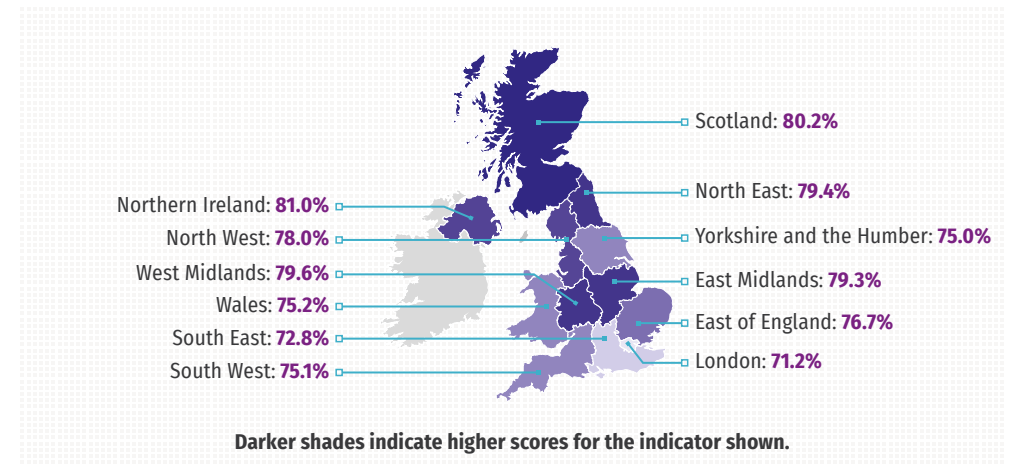 Scotland: 80.2%
North East: 79.4%
Northern Ireland: 81.0%
North West: 78.0%
Yorkshire and the Humber: 75.0%
West Midlands: 79.6%
East Midlands: 79.3%
Wales: 75.2%
East of England: 76.7%
South East: 72.8%
London: 71.2%
South West: 75.1%
Darker shades indicate higher scores for the indicator shown.